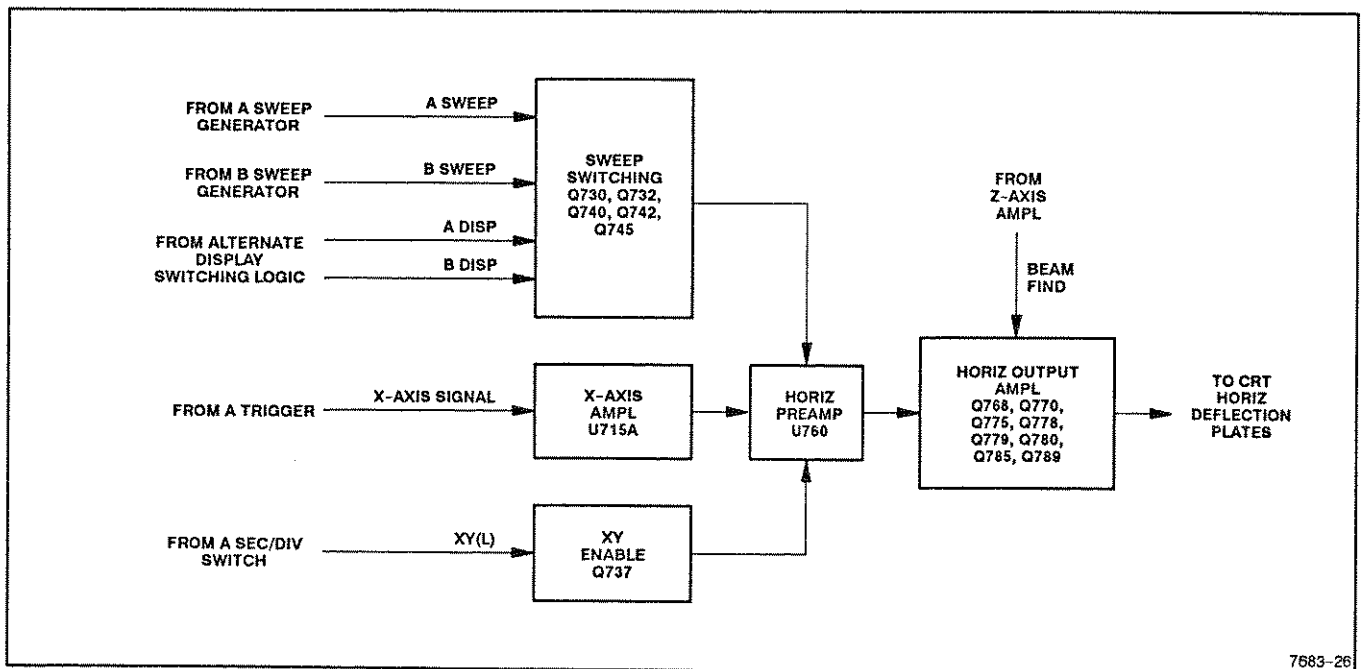 FROM A SWEEP
GENERATOR
A SWEEP
FROM B SWEEP
GENERATOR
B SWEEP
FROM ALTERNATE
DISPLAY
SWITCHING LOGIC
A DISP
B DISP
SWEEP
SWITCHING
Q730, Q732,
Q740, Q742,
Q745
FROM
Z-AXIS
AMPL
BEAM
FIND
FROM A TRIGGER
X-AXIS SIGNAL
X-AXIS
AMPL
U715A
HORIZ
PREAMP
U760
HORIZ OUTPUT
AMPL
Q768, Q770,
Q775, Q778,
Q779, Q780,
Q785, Q789
TO CRT
HORIZ
DEFLECTION
PLATES
FROM A SEC/DIV
SWITCH
XY(L)
XY
ENABLE
Q737
7683-26